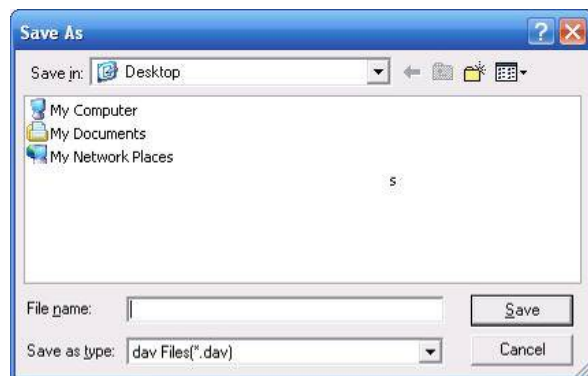 Save As
Save in: Desktop
My Computer
My Documents
My Network Places
s
File name: Save
Save as type: dav Files(*.dav) Cancel